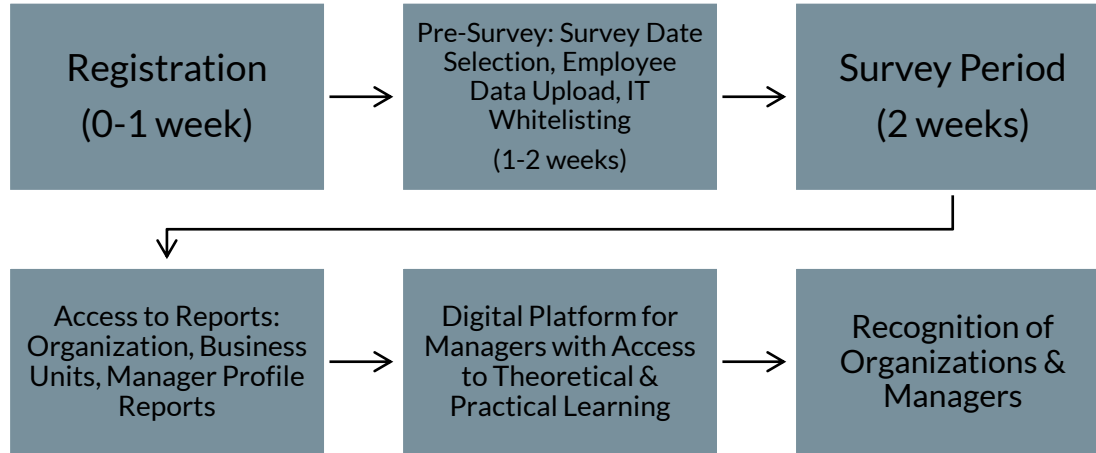 Registration
(0-1 week)
Pre-Survey: Survey Date
Selection, Employee
Data Upload, IT
Whitelisting
(1-2 weeks)
Survey Period
(2 weeks)
Access to Reports:
Organization, Business
Units, Manager Profile
Reports
Digital Platform for
Managers with Access
to Theoretical &
Practical Learning
Recognition of
Organizations &
Managers